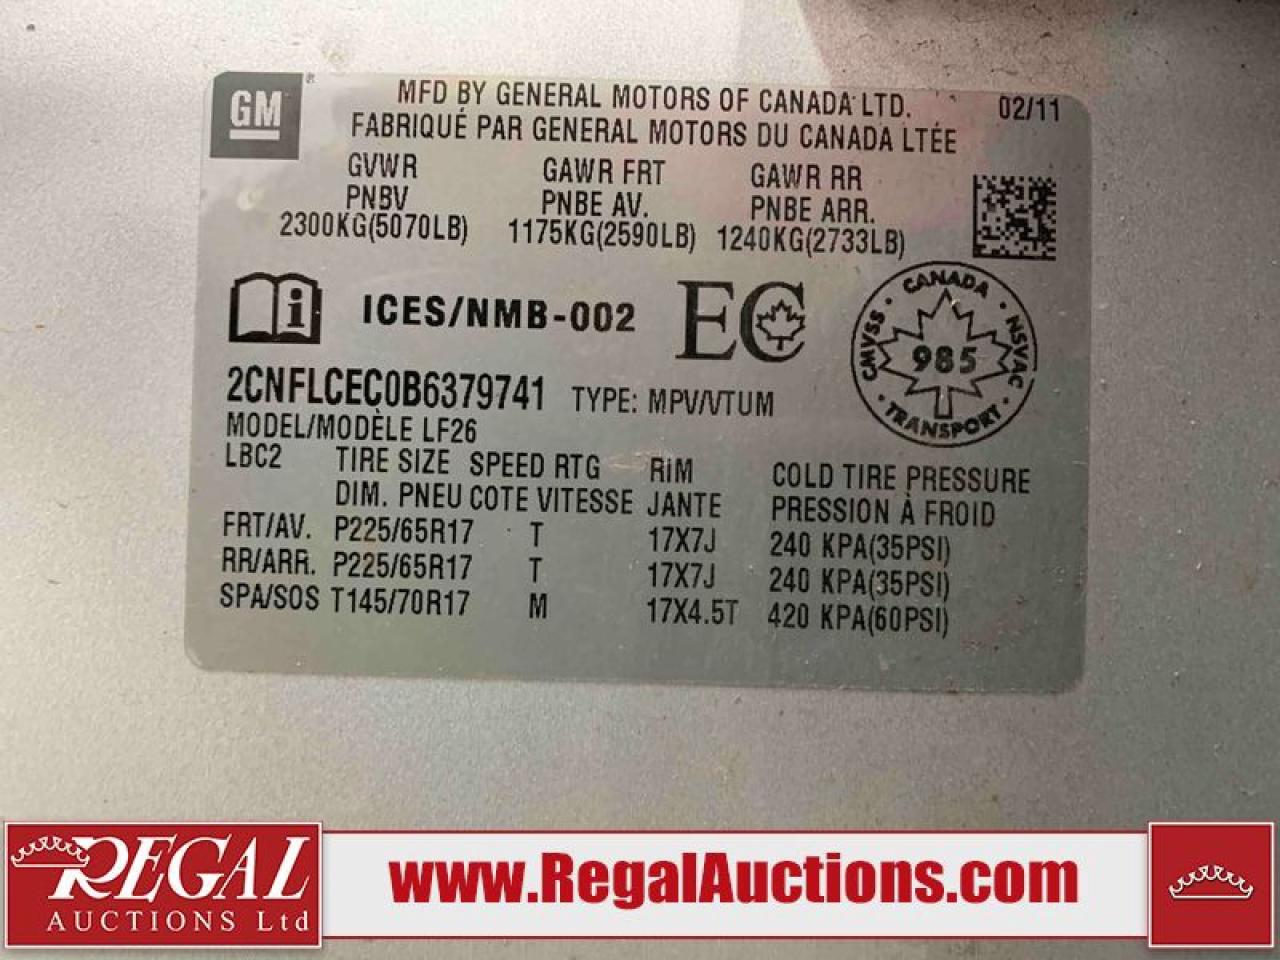 GM
MFD BY GENERAL MOTORS OF CANADA LTD. 02/11
FABRIQUÉ PAR GENERAL MOTORS DU CANADA LTÉE
GVWR GAWR FRT GAWR RR
PNBV PNBE AV. PNBE ARR.
2300KG(5070LB) 1175KG(2590LB) 1240KG(2733LB)
i ICES/NMB-002 EC
CANADA
CMVSS 985 NSVAC
TRANSPORT
2CNFLCEC0B6379741 TYPE: MPV/VTUM
MODEL/MODÈLE LF26
LBC2 TIRE SIZE SPEED RTG RIM COLD TIRE PRESSURE
DIM. PNEU COTE VITESSE JANTE PRESSION À FROID
FRT/AV. P225/65R17 T 17X7J 240 KPA(35PSI)
RR/ARR. P225/65R17 T 17X7J 240 KPA(35PSI)
SPA/SOS T145/70R17 M 17X4.5T 420 KPA(60PSI)
REGAL
AUCTIONS Ltd
www.RegalAuctions.com